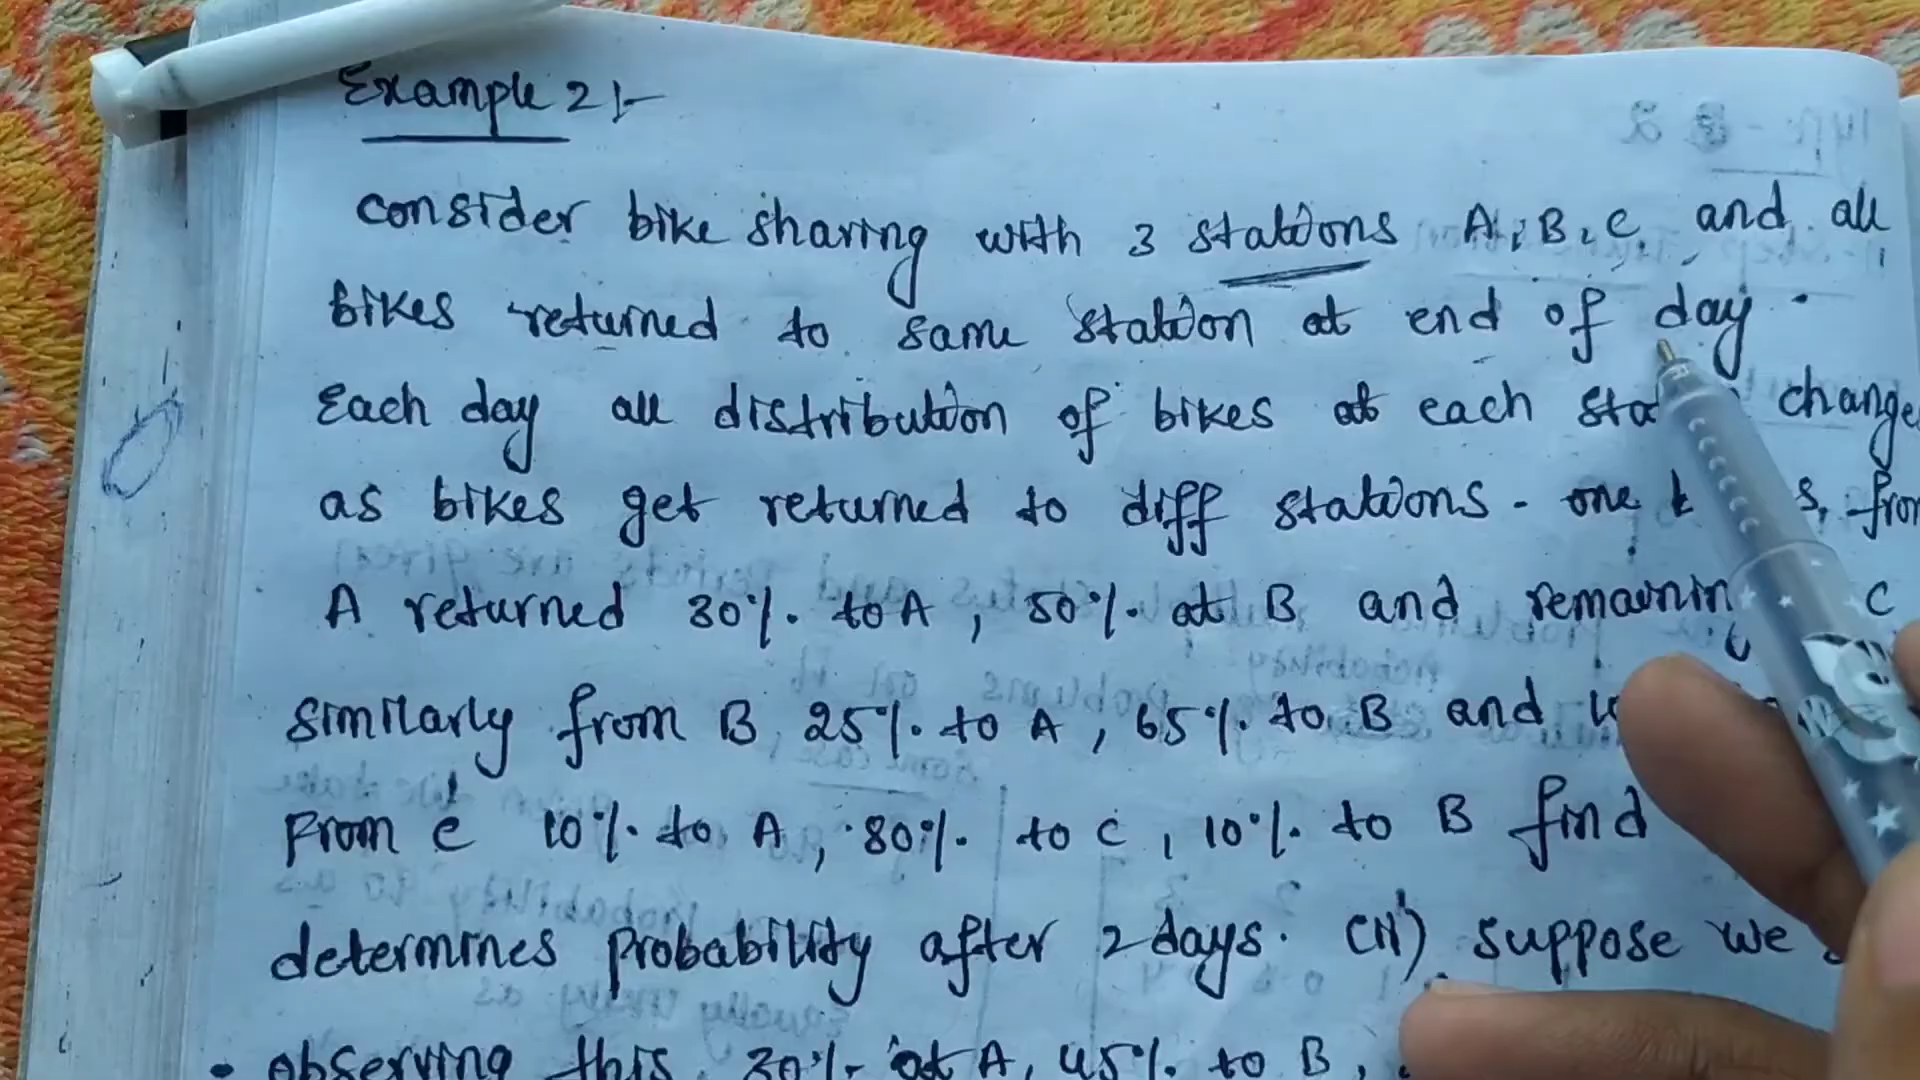 Example 2 :-
consider bike sharing with 3 stations A, B, C, and all
bikes returned to same station at end of day.
Each day all distribution of bikes at each change
as bikes get returned to diff stations. one from
A returned 30%. to A, 50%. at B and C
similarly from B 25%. to A, 65%. to B and
From C 10%. to A, 80%. to C, 10%. to B find
determines probability after 2 days. (ii) suppose we
observing this 30%. at A, 45%. to B,